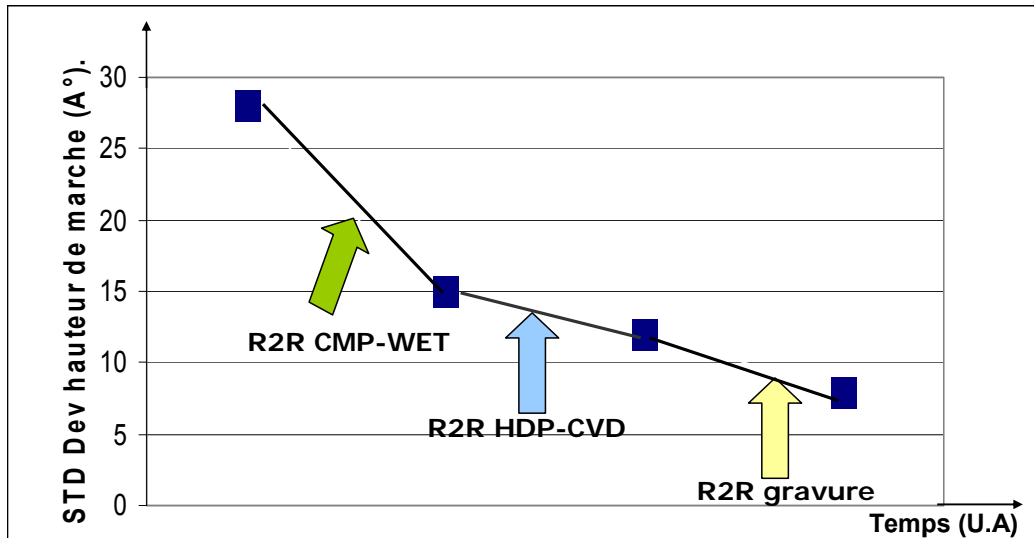 STD Dev hauteur de marche (A°).
30
25
20
15
10
5
0
R2R CMP-WET
R2R HDP-CVD
R2R gravure
Temps (U.A)